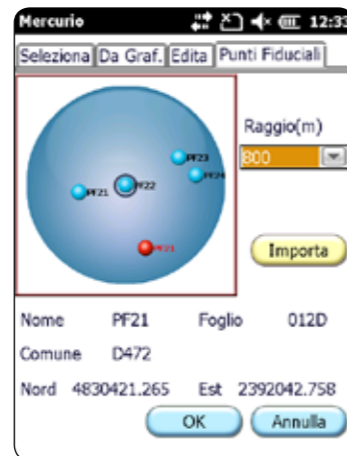 Mercurio 12:33
Seleziona Da Graf. Edita Punti Fiduciali
Raggio(m)
PF23
800
PF24
PF21 PF22
PF21
Importa
Nome PF21 Foglio 012D
Comune D472
Nord 4830421.265 Est 2392042.758
OK Annulla